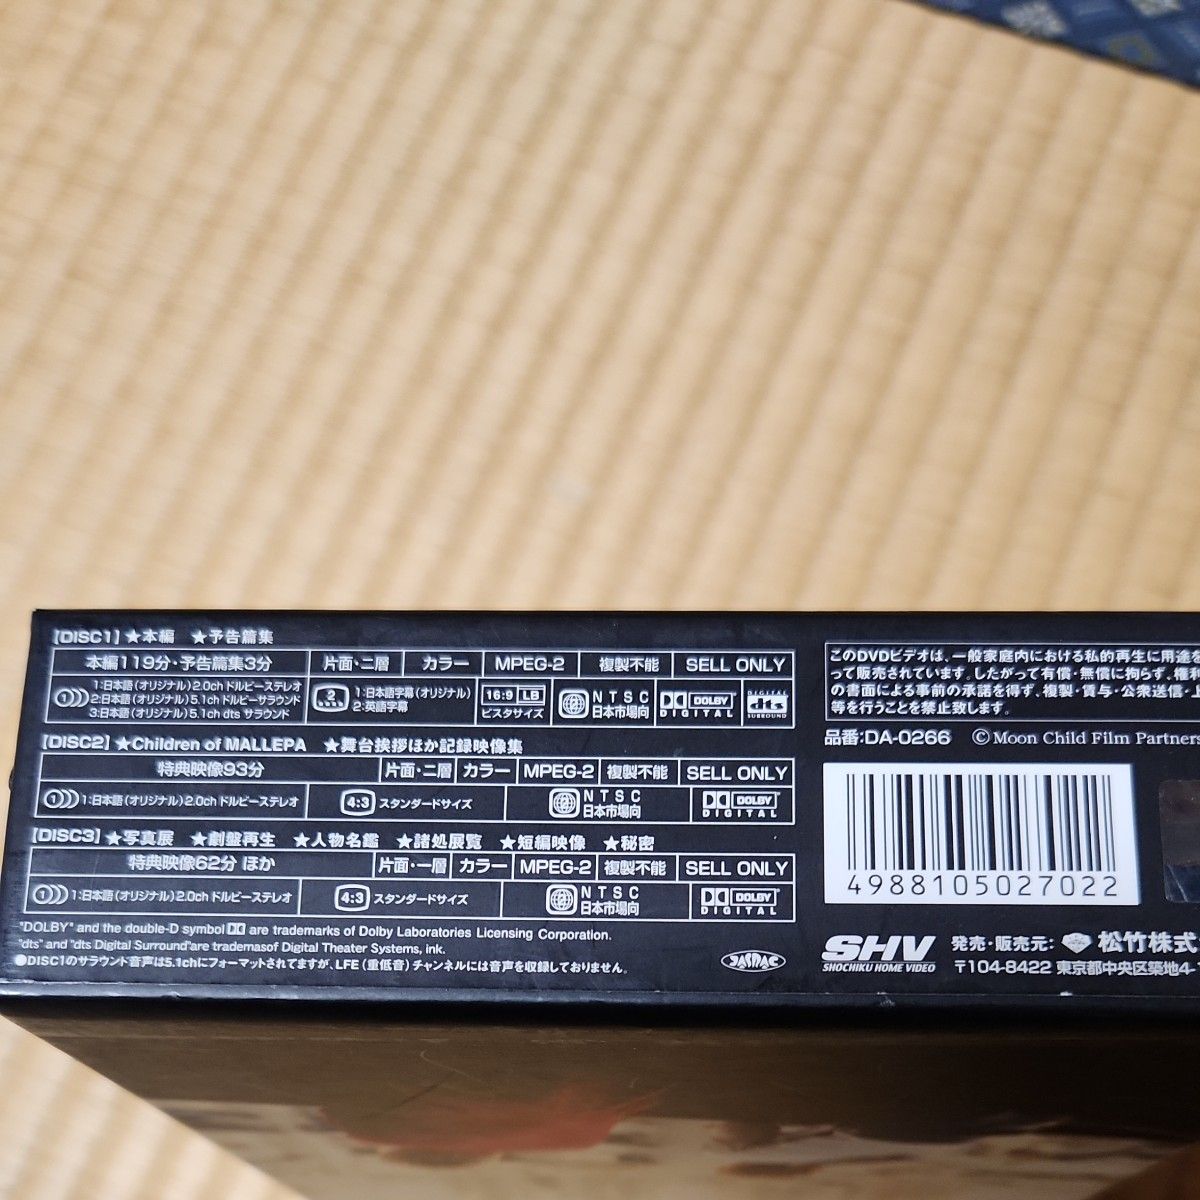 【DISC1】★本編 ★予告篇集
本編119分・予告篇集3分 片面・二層 カラー MPEG-2 複製不能 SELL ONLY
1:日本語(オリジナル)2.0ch ドルビーステレオ
2:日本語(オリジナル)5.1ch ドルビーサラウンド
3:日本語(オリジナル)5.1ch dts サラウンド
2
1:日本語字幕(オリジナル)
2:英語字幕
16:9 LB
ビスタサイズ
2 NTSC
日本市場向
DOLBY
DIGITAL
DIGITAL
dts
SURROUND
【DISC2】★Children of MALLEPA ★舞台挨拶ほか記録映像集
特典映像93分 片面・二層 カラー MPEG-2 複製不能 SELL ONLY
1 1:日本語(オリジナル)2.0ch ドルビーステレオ 4:3 スタンダードサイズ
2 NTSC
日本市場向
DOLBY
DIGITAL
【DISC3】★写真展 ★劇盤再生 ★人物名鑑 ★諸処展覧 ★短編映像 ★秘密
特典映像62分 ほか 片面・一層 カラー MPEG-2 複製不能 SELL ONLY
1 1:日本語(オリジナル)2.0ch ドルビーステレオ 4:3 スタンダードサイズ
2 NTSC
日本市場向
DOLBY
DIGITAL
"DOLBY" and the double-D symbol are trademarks of Dolby Laboratories Licensing Corporation.
"dts" and "dts Digital Surround"are trademasof Digital Theater Systems, ink.
●DISC1のサラウンド音声は5.1chにフォーマットされてますが、LFE(重低音)チャンネルには音声を収録しておりません。
JASRAC
このDVDビデオは、一般家庭内における私的再生に用途を
って販売されています。したがって有償・無償に拘らず、権利
の書面による事前の承諾を得ず、複製・賃与・公衆送信・上
等を行うことを禁止致します。
品番:DA-0266 ©Moon Child Film Partners
4988105027022
SHV
SHOCHIKU HOME VIDEO
発売・販売元: 松竹株式
〒104-8422 東京都中央区築地4-